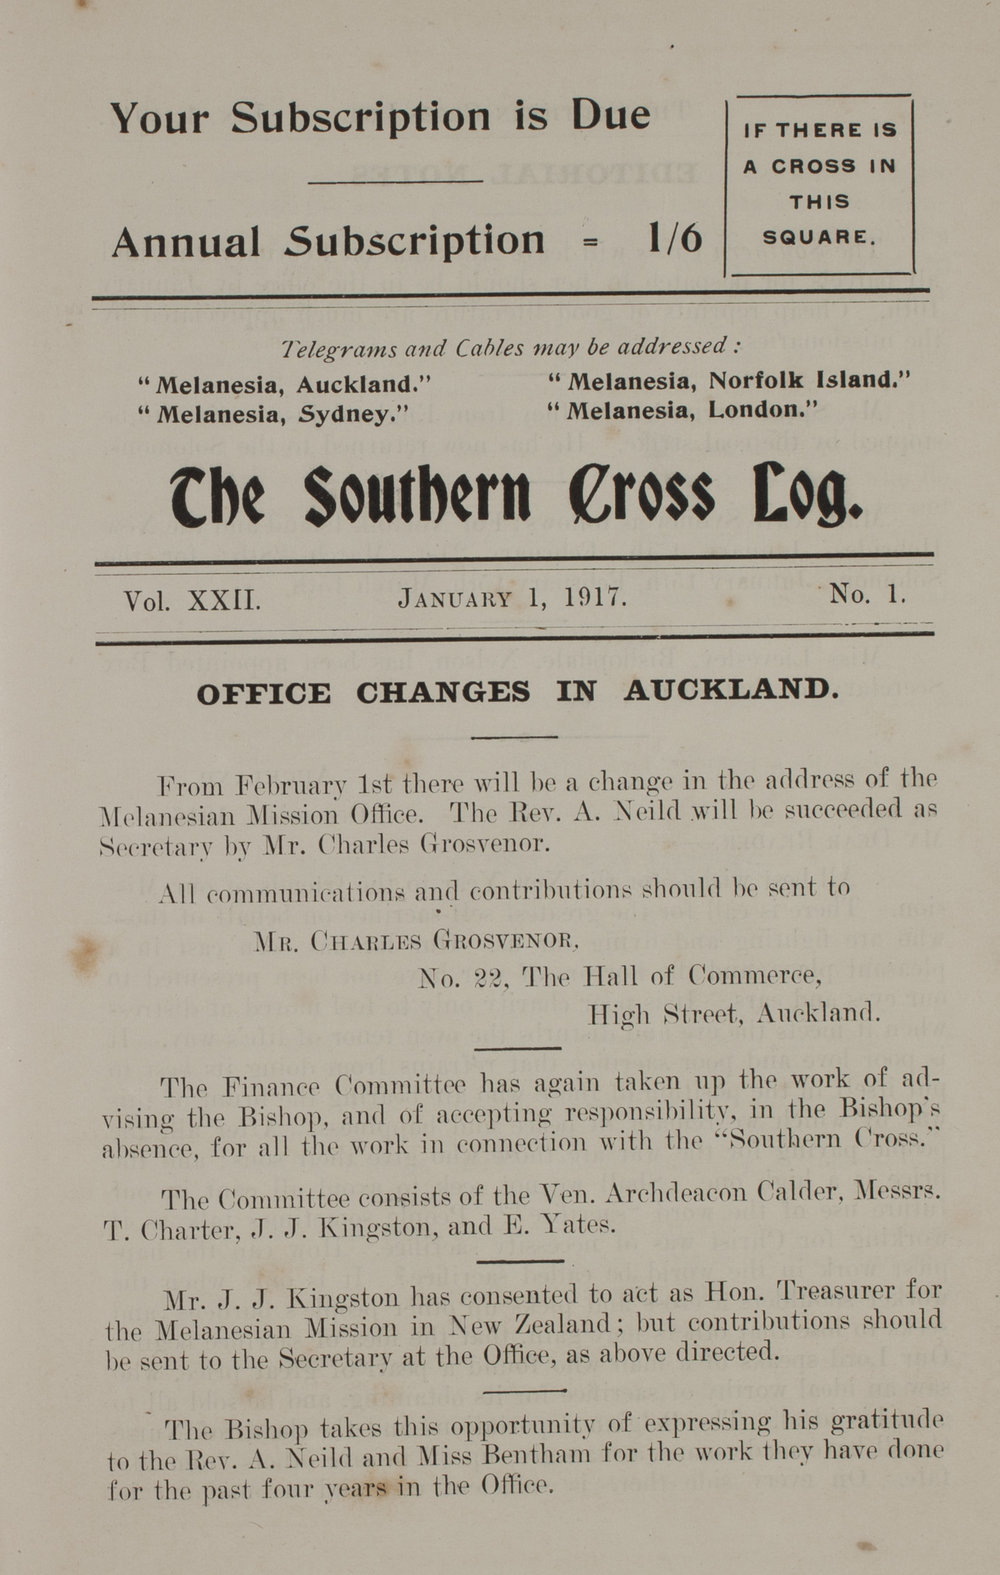 Your Subscription is Due
Annual Subscription = 1/6
IF THERE IS
A CROSS IN
THIS
SQUARE.
Telegrams and Cables may be addressed :
"Melanesia, Auckland." "Melanesia, Norfolk Island."
"Melanesia, Sydney." "Melanesia, London."
The Southern Cross Log.
Vol. XXII. January 1, 1917. No. 1.
OFFICE CHANGES IN AUCKLAND.
From February 1st there will be a change in the address of the
Melanesian Mission Office. The Rev. A. Neild will be succeeded as
Secretary by Mr. Charles Grosvenor.
All communications and contributions should be sent to
Mr. Charles Grosvenor,
No. 22, The Hall of Commerce,
High Street, Auckland.
The Finance Committee has again taken up the work of ad-
vising the Bishop, and of accepting responsibility, in the Bishop's
absence, for all the work in connection with the "Southern Cross."
The Committee consists of the Ven. Archdeacon Calder, Messrs.
T. Charter, J. J. Kingston, and E. Yates.
Mr. J. J. Kingston has consented to act as Hon. Treasurer for
the Melanesian Mission in New Zealand; but contributions should
be sent to the Secretary at the Office, as above directed.
The Bishop takes this opportunity of expressing his gratitude
to the Rev. A. Neild and Miss Bentham for the work they have done
for the past four years in the Office.